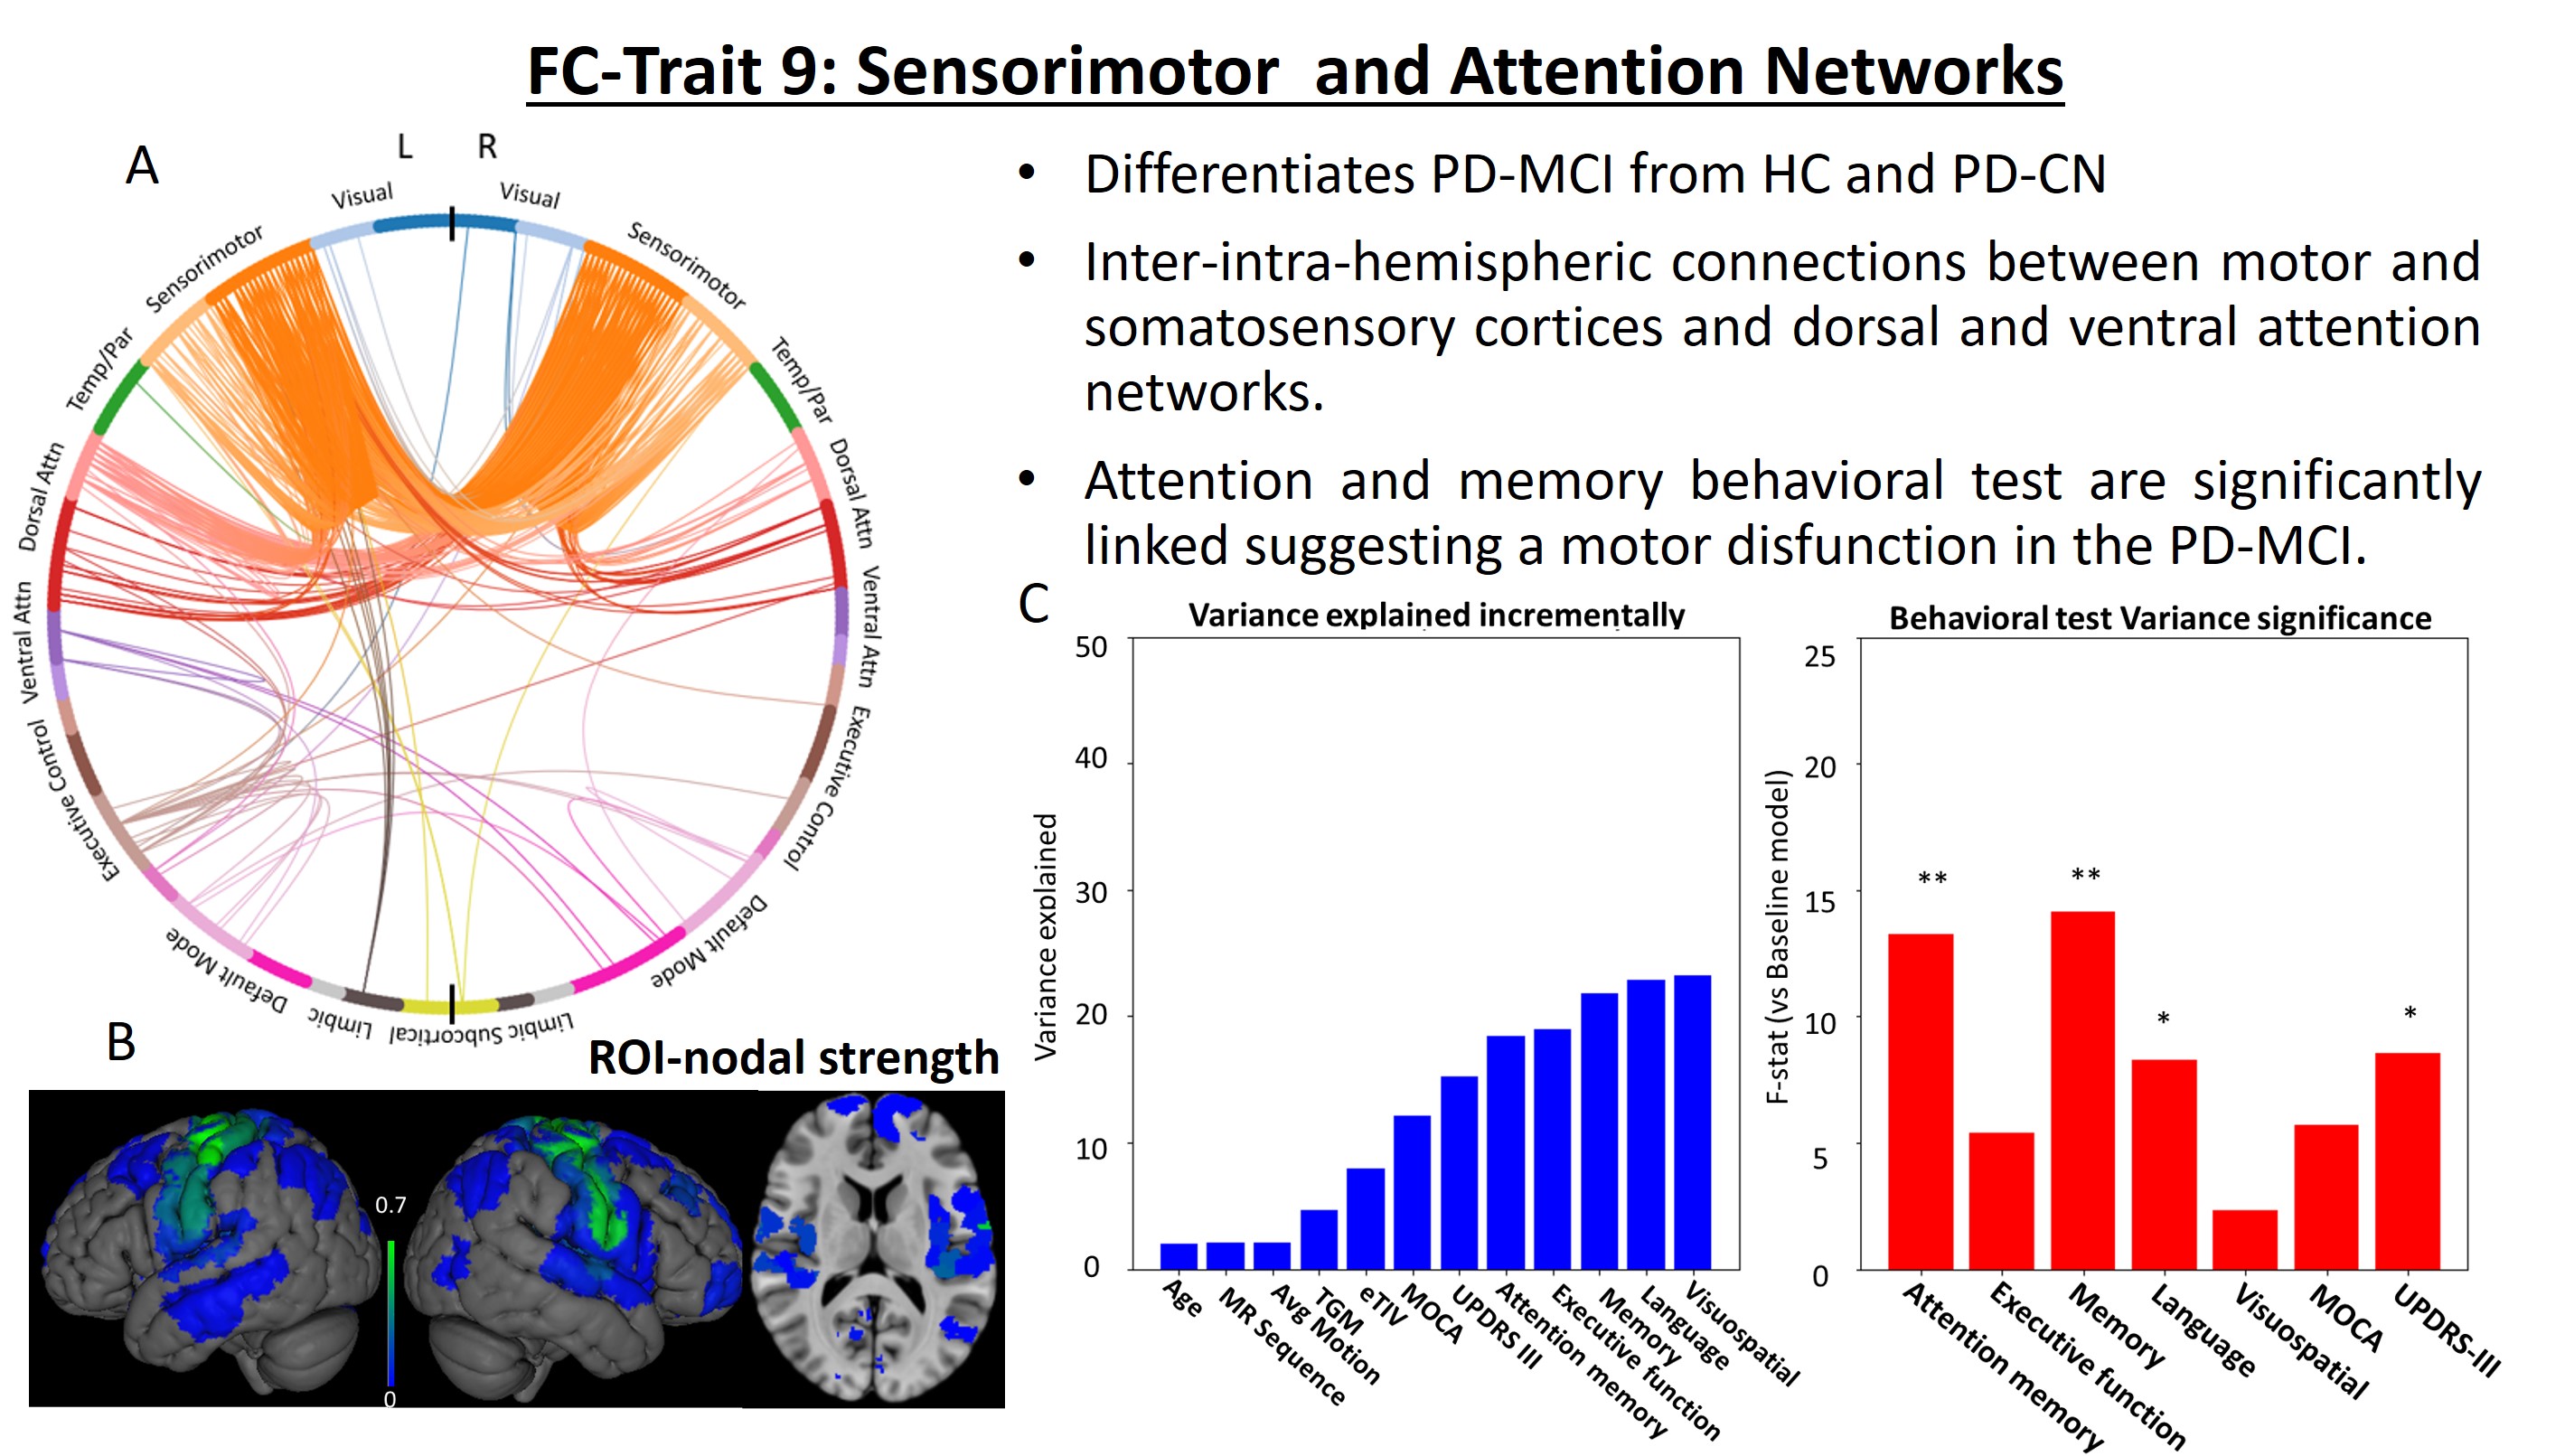 FC-Trait 9: Sensorimotor and Attention Networks
A
L R
Visual
Visual
Sensorimotor
Sensorimotor
Temp/Par
Temp/Par
Dorsal Attn
Dorsal Attn
Ventral Attn
Ventral Attn
Executive Control
Executive Control
Default Mode
Default Mode
Limbic
Subcortical
Limbic
• Differentiates PD-MCI from HC and PD-CN
• Inter-intra-hemispheric connections between motor and
somatosensory cortices and dorsal and ventral attention
networks.
• Attention and memory behavioral test are significantly
linked suggesting a motor disfunction in the PD-MCI.
B
ROI-nodal strength
0.7
0
C
Variance explained incrementally
Variance explained
50
40
30
20
10
0
Age
MR Sequence
Avg Motion
TGM
eTIV
MOCA
UPDRS III
Attention memory
Executive function
Memory
Language
Visuospatial
Behavioral test Variance significance
F-stat (vs Baseline model)
25
20
15
10
5
0
**
**
*
*
Attention memory
Executive function
Memory
Language
Visuospatial
MOCA
UPDRS-III